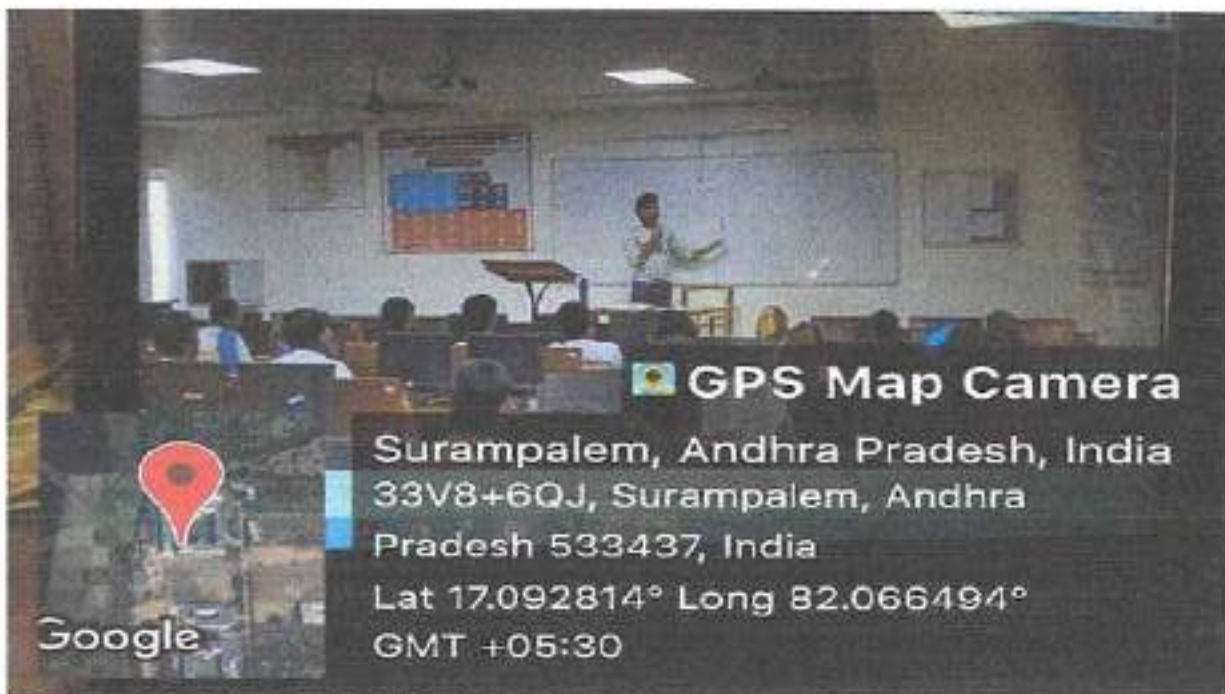 GPS Map Camera
Surampalem, Andhra Pradesh, India
33V8+6QJ, Surampalem, Andhra
Pradesh 533437, India
Lat 17.092814° Long 82.066494°
GMT +05:30
Google